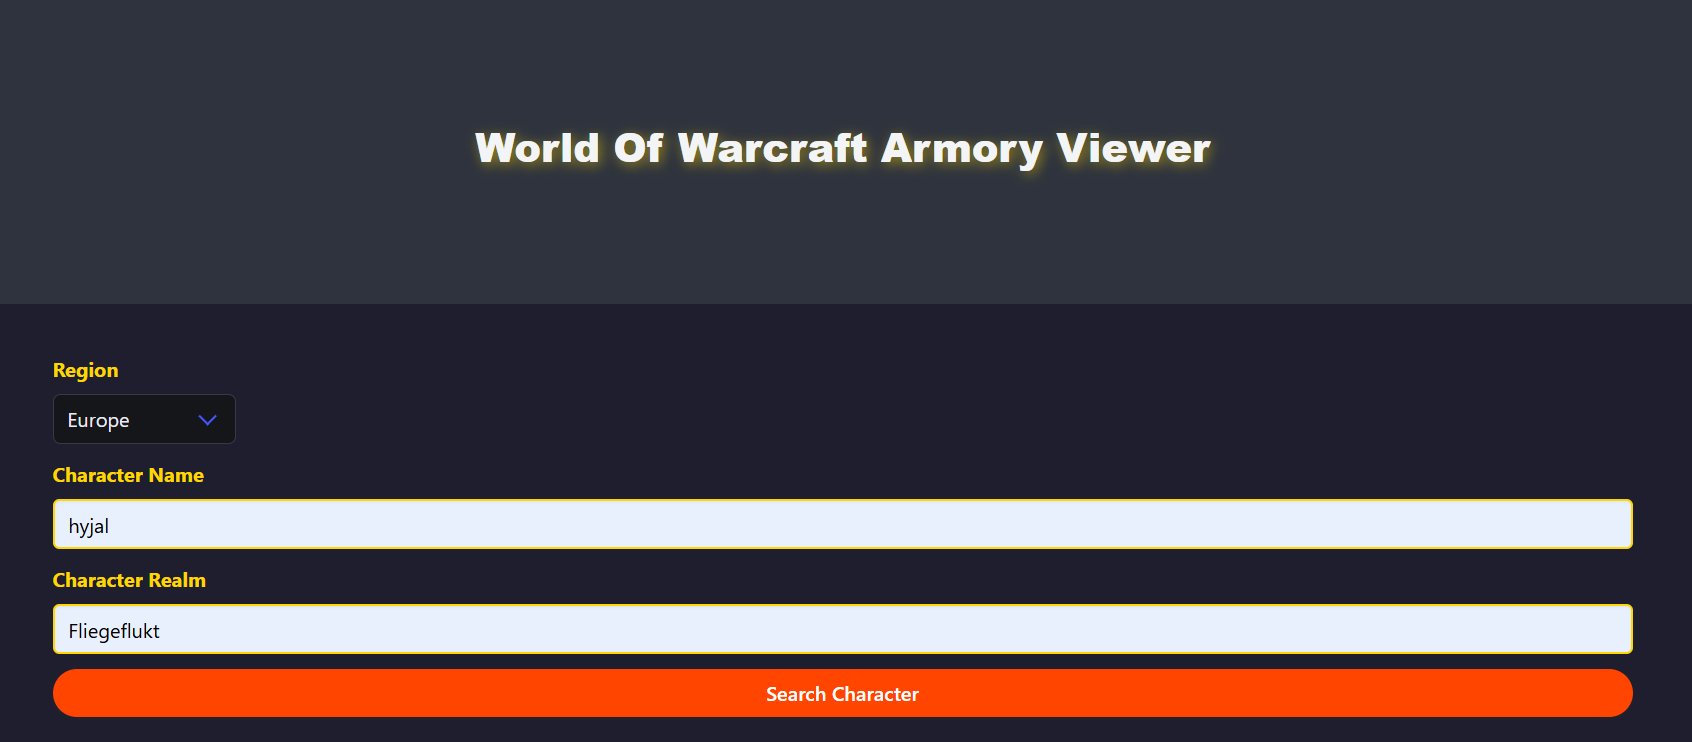 World Of Warcraft Armory Viewer
Region
Europe
Character Name
hyjal
Character Realm
Fliegeflukt
Search Character